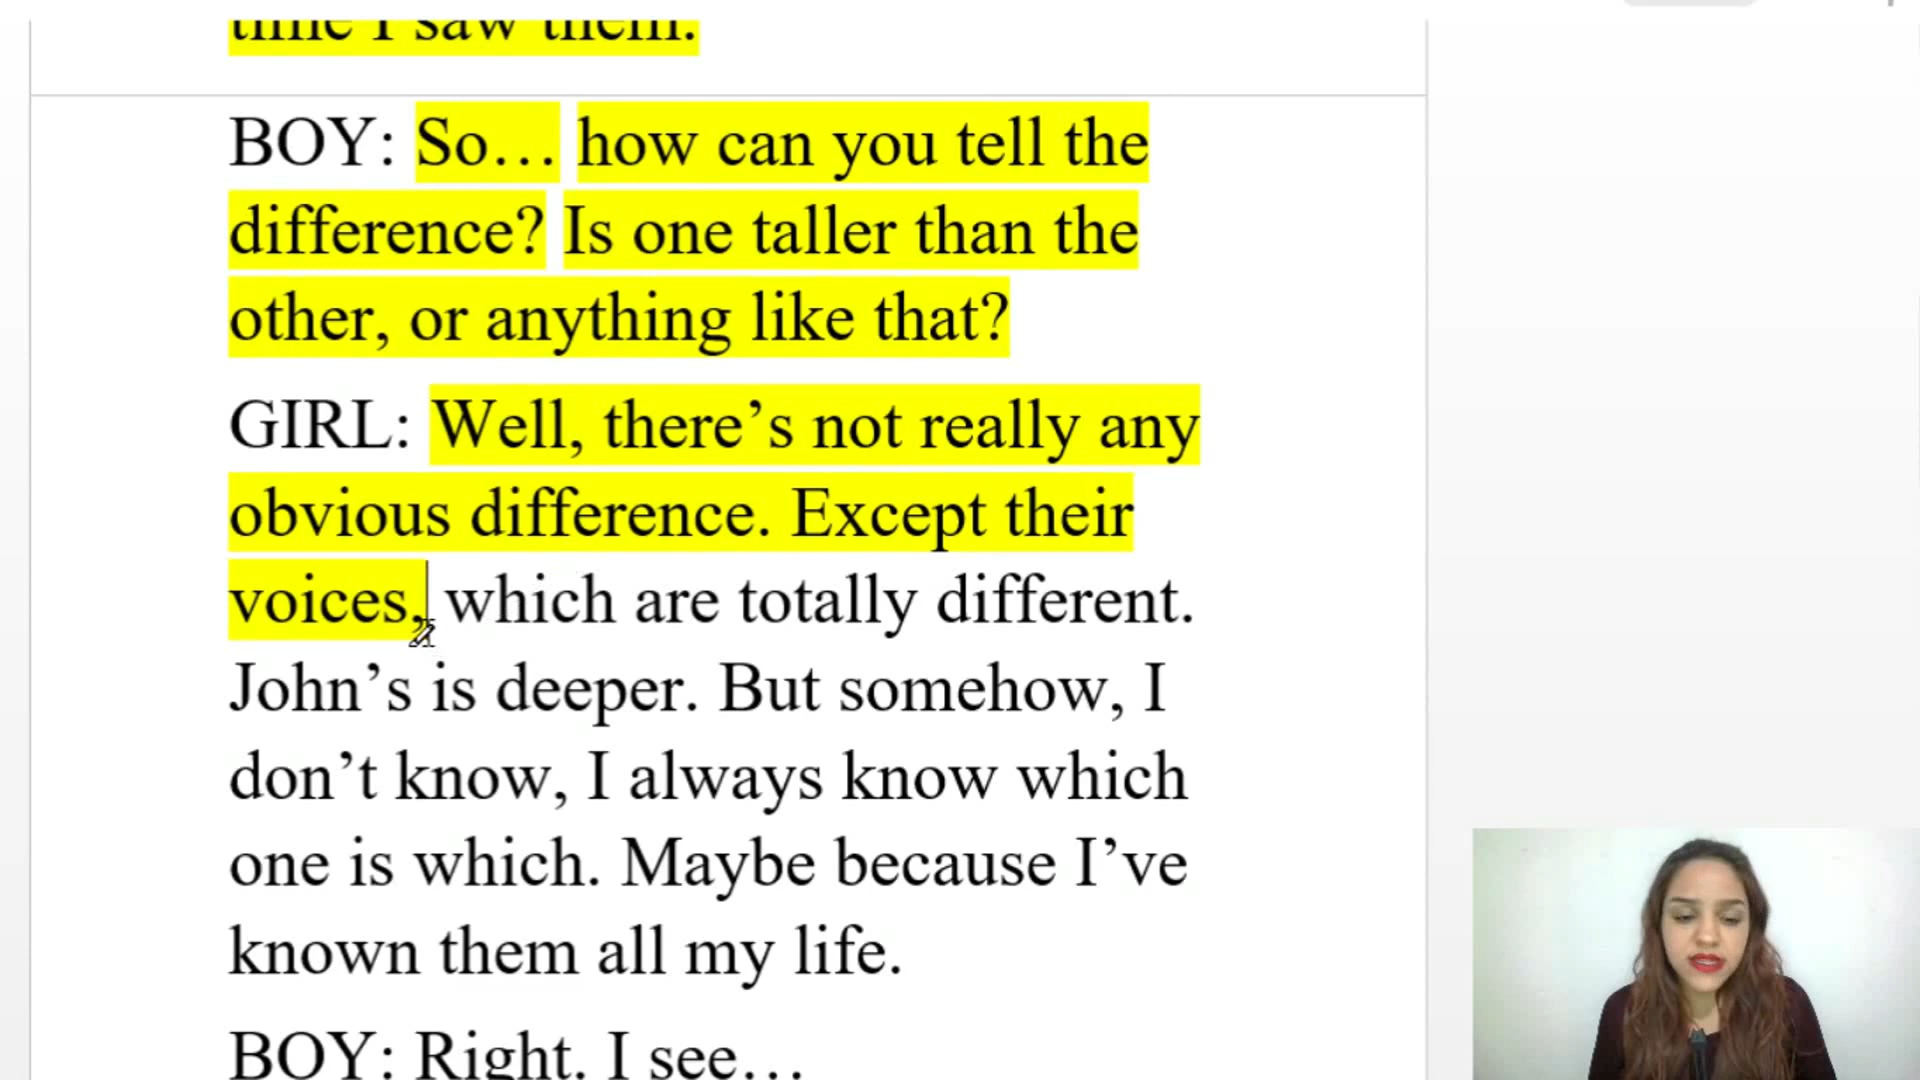 time I saw them.
BOY: So… how can you tell the
difference? Is one taller than the
other, or anything like that?
GIRL: Well, there’s not really any
obvious difference. Except their
voices, which are totally different.
John’s is deeper. But somehow, I
don’t know, I always know which
one is which. Maybe because I’ve
known them all my life.
BOY: Right. I see…